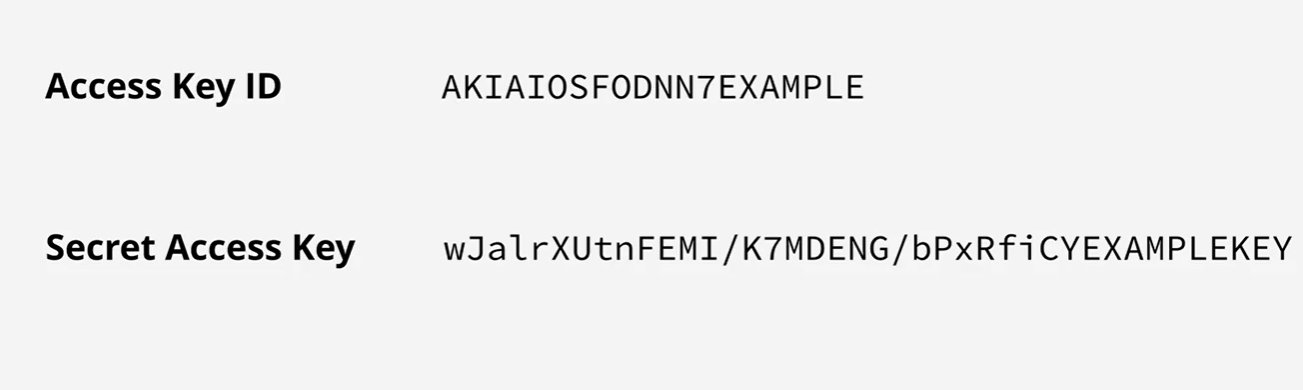 Access Key ID AKIAIOSFODNN7EXAMPLE
Secret Access Key wJalrXUtnFEMI/K7MDENG/bPxRfiCYEXAMPLEKEY